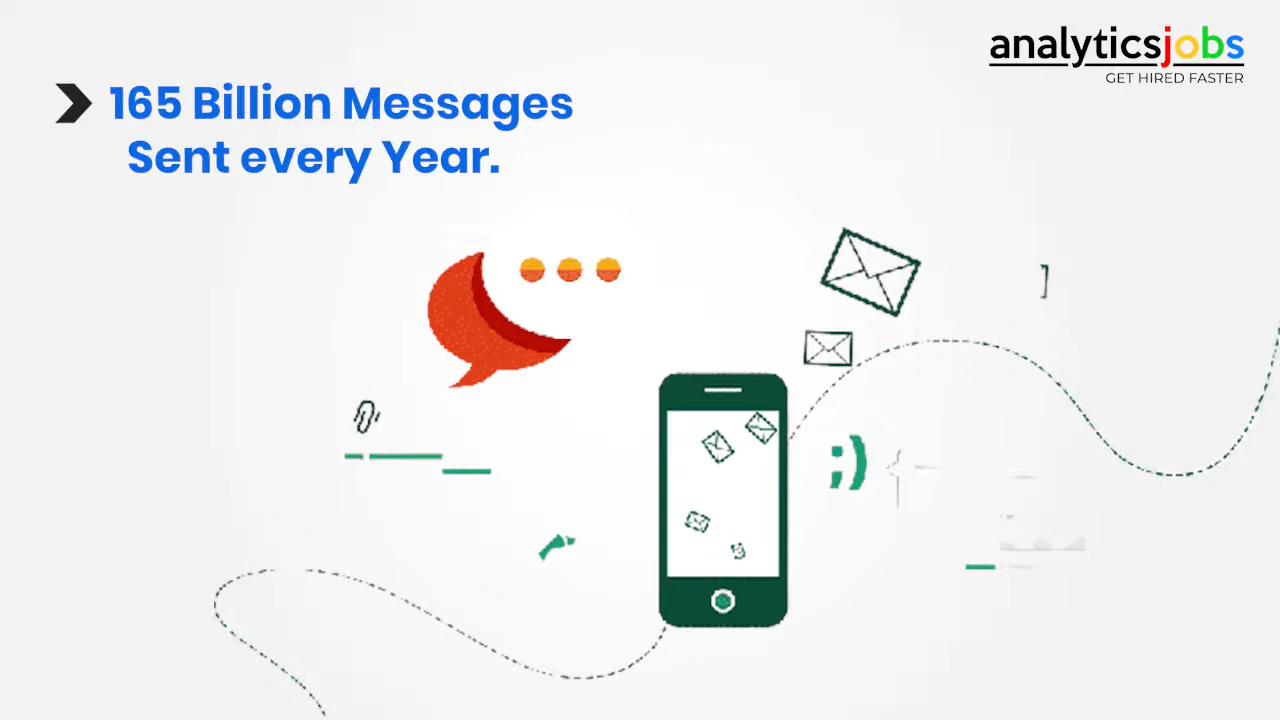 analyticsjobs
GET HIRED FASTER
165 Billion Messages
Sent every Year.
;)